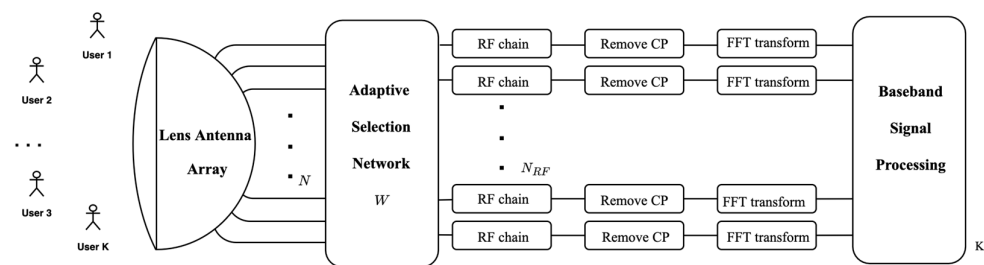 User 1
User 2
. . .
User 3
User K
Lens Antenna
Array
N
Adaptive
Selection
Network
W
RF chain
Remove CP
FFT transform
RF chain
Remove CP
FFT transform
N_{RF}
RF chain
Remove CP
FFT transform
RF chain
Remove CP
FFT transform
Baseband
Signal
Processing
K